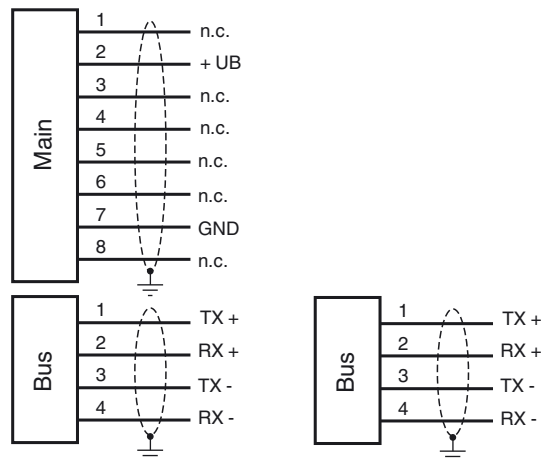 Main
1 n.c.
2 + UB
3 n.c.
4 n.c.
5 n.c.
6 n.c.
7 GND
8 n.c.
Bus
1 TX +
2 RX +
3 TX -
4 RX -
Bus
1 TX +
2 RX +
3 TX -
4 RX -